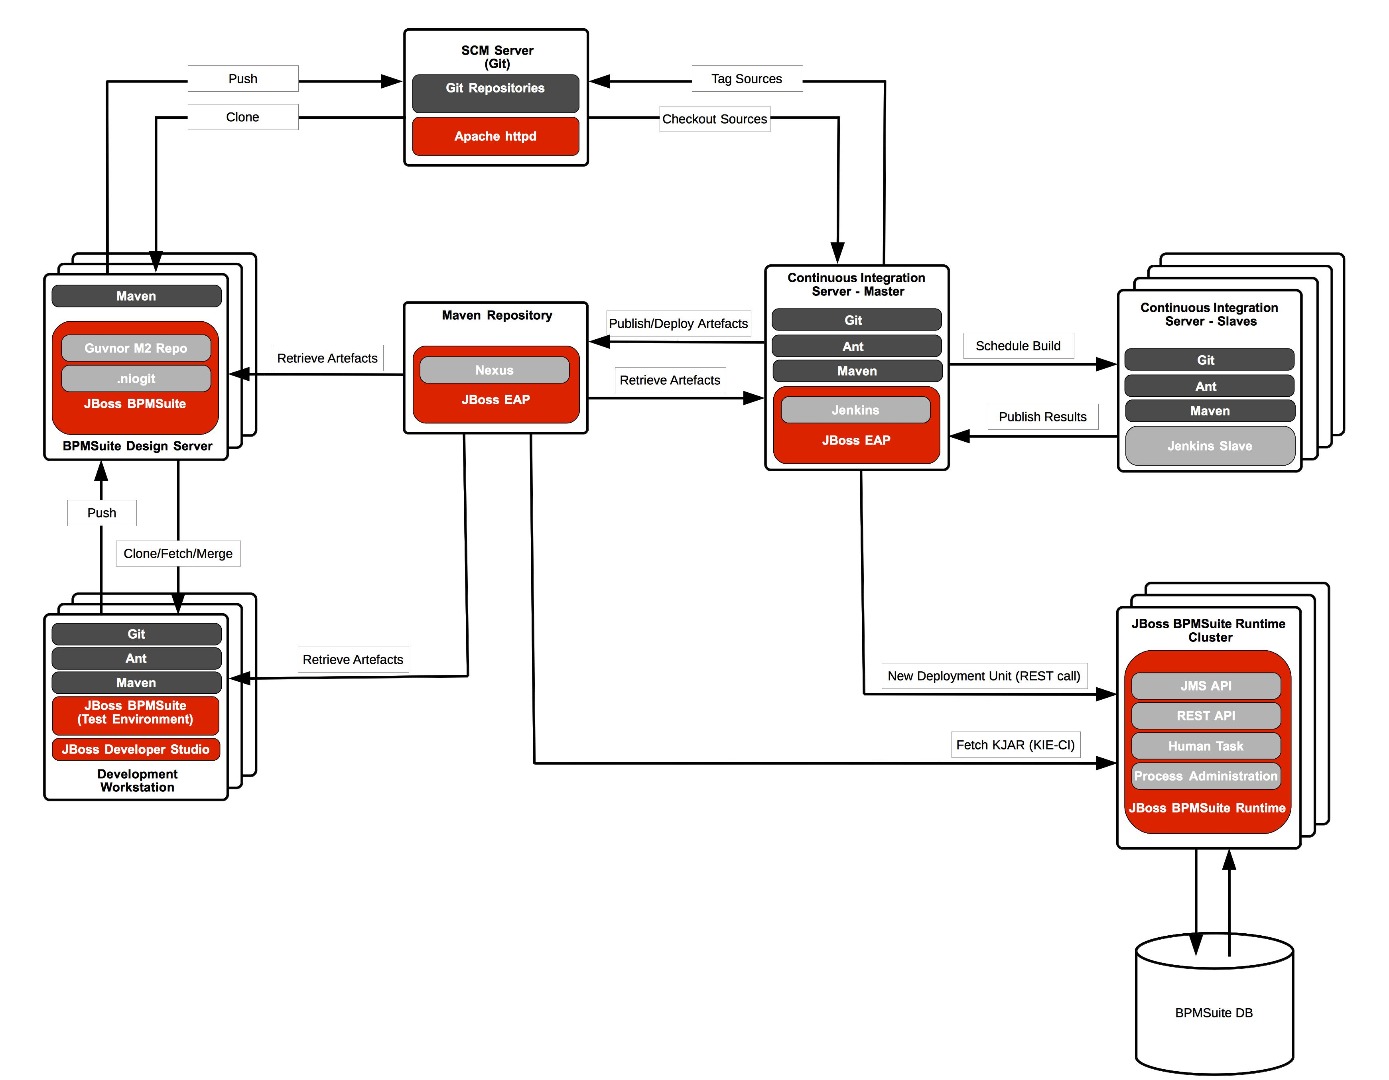 SCM Server
(Git)
Git Repositories
Apache httpd
Push
Clone
Tag Sources
Checkout Sources
Maven
Guvnor M2 Repo
.niogit
JBoss BPMSuite
BPMSuite Design Server
Retrieve Artefacts
Maven Repository
Nexus
JBoss EAP
Publish/Deploy Artefacts
Retrieve Artefacts
Continuous Integration
Server - Master
Git
Ant
Maven
Jenkins
JBoss EAP
Schedule Build
Publish Results
Continuous Integration
Server - Slaves
Git
Ant
Maven
Jenkins Slave
Push
Clone/Fetch/Merge
Git
Ant
Maven
JBoss BPMSuite
(Test Environment)
JBoss Developer Studio
Development
Workstation
Retrieve Artefacts
New Deployment Unit (REST call)
Fetch KJAR (KIE-CI)
JBoss BPMSuite Runtime
Cluster
JMS API
REST API
Human Task
Process Administration
JBoss BPMSuite Runtime
BPMSuite DB